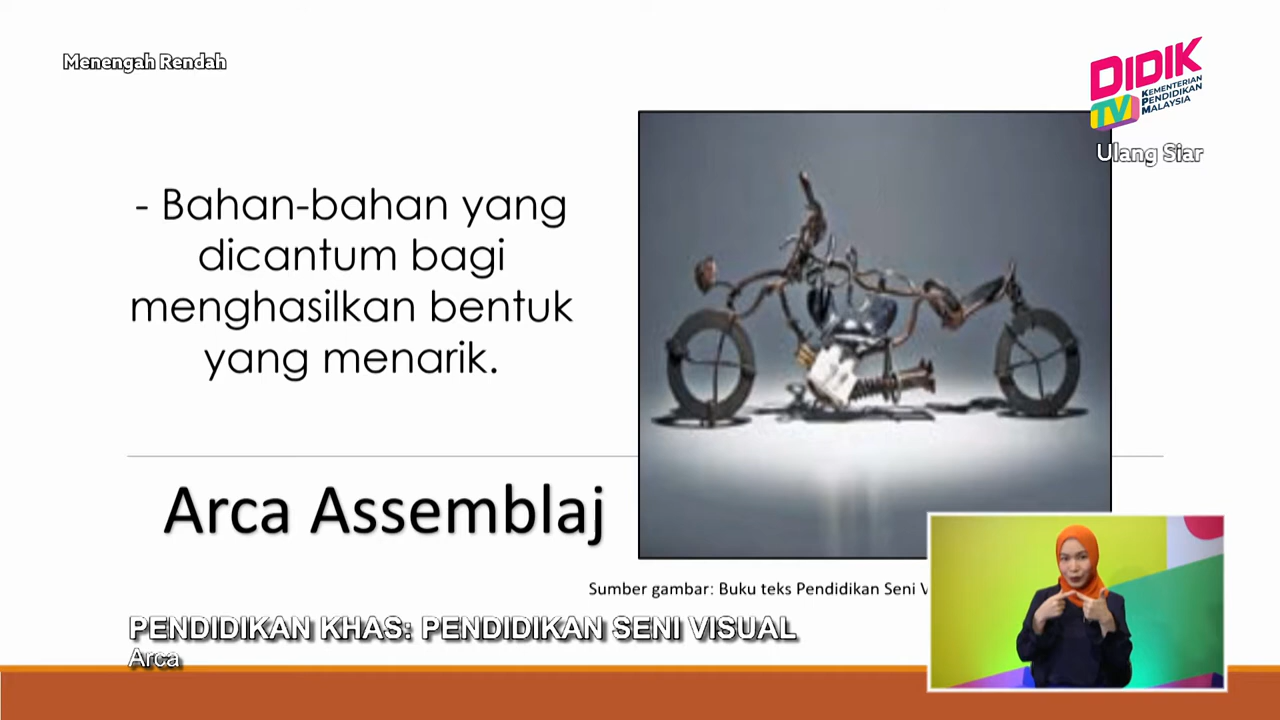 Menengah Rendah
DIDIK
TV
KEMENTERIAN
PENDIDIKAN
MALAYSIA
Ulang Siar
- Bahan-bahan yang
dicantum bagi
menghasilkan bentuk
yang menarik.
Arca Assemblaj
Sumber gambar: Buku teks Pendidikan Seni
PENDIDIKAN KHAS: PENDIDIKAN SENI VISUAL
Arca